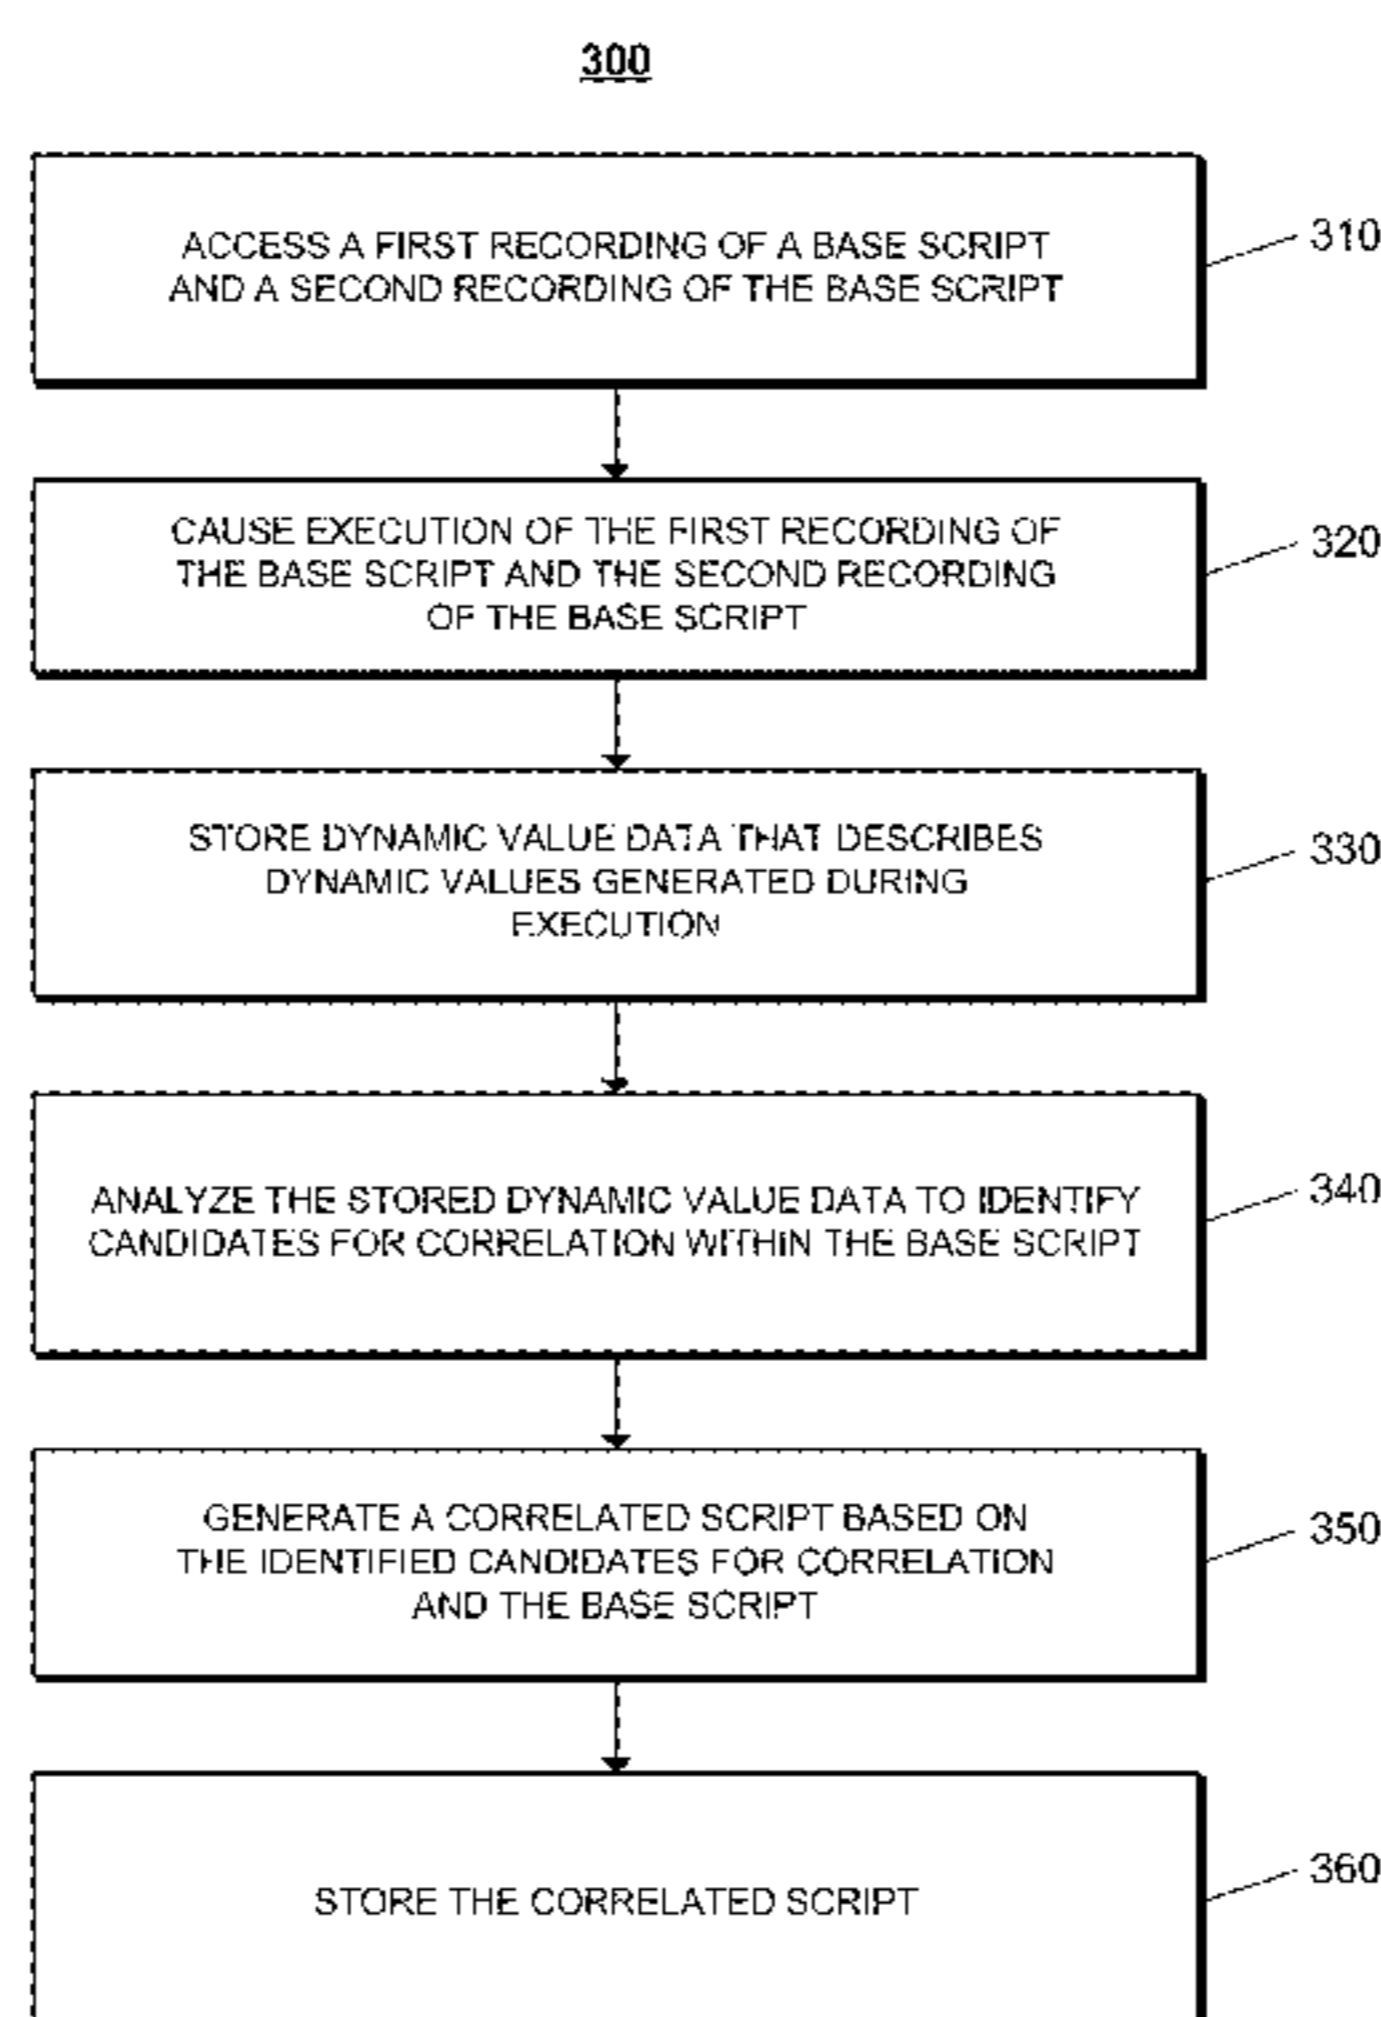 300
ACCESS A FIRST RECORDING OF A BASE SCRIPT
AND A SECOND RECORDING OF THE BASE SCRIPT
310
CAUSE EXECUTION OF THE FIRST RECORDING OF
THE BASE SCRIPT AND THE SECOND RECORDING
OF THE BASE SCRIPT
320
STORE DYNAMIC VALUE DATA THAT DESCRIBES
DYNAMIC VALUES GENERATED DURING
EXECUTION
330
ANALYZE THE STORED DYNAMIC VALUE DATA TO IDENTIFY
CANDIDATES FOR CORRELATION WITHIN THE BASE SCRIPT
340
GENERATE A CORRELATED SCRIPT BASED ON
THE IDENTIFIED CANDIDATES FOR CORRELATION
AND THE BASE SCRIPT
350
STORE THE CORRELATED SCRIPT
360